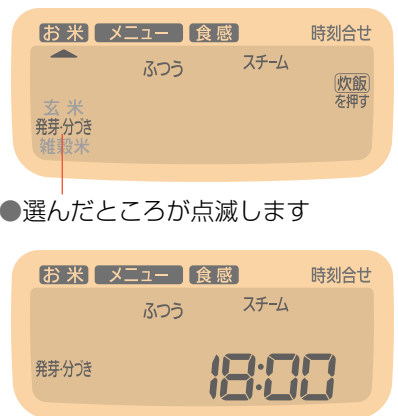 お米 メニュー 食感 時刻合せ
ふつう スチーム
炊飯
を押す
玄米
発芽・分づき
雑穀米
●選んだところが点滅します
お米 メニュー 食感 時刻合せ
ふつう スチーム
発芽・分づき 18:00